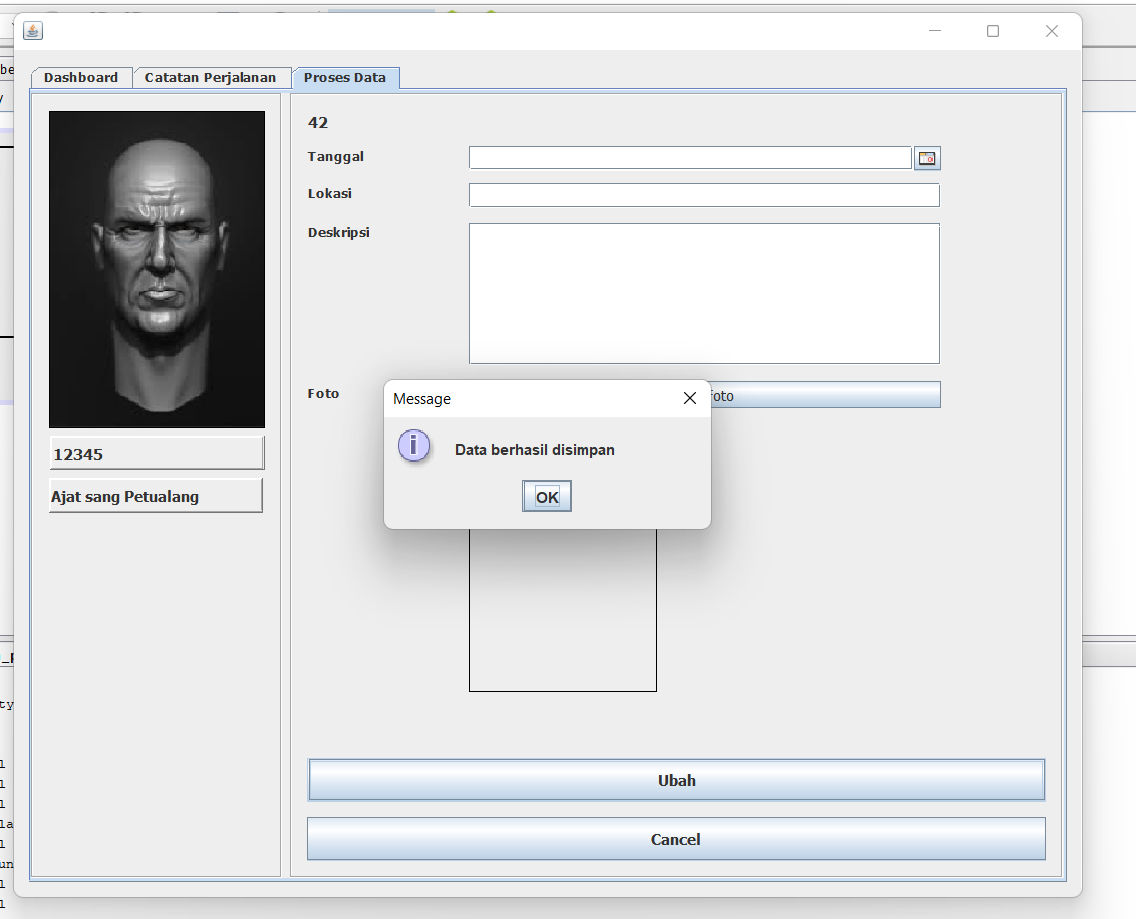 Dashboard
Catatan Perjalanan
Proses Data
42
Tanggal
Lokasi
Deskripsi
Foto
Foto
Message
Data berhasil disimpan
OK
12345
Ajat sang Petualang
Ubah
Cancel